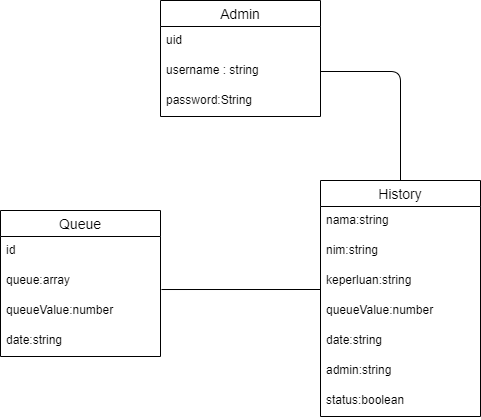 Admin
uid
username : string
password:String
History
nama:string
nim:string
keperluan:string
queueValue:number
date:string
admin:string
status:boolean
Queue
id
queue:array
queueValue:number
date:string